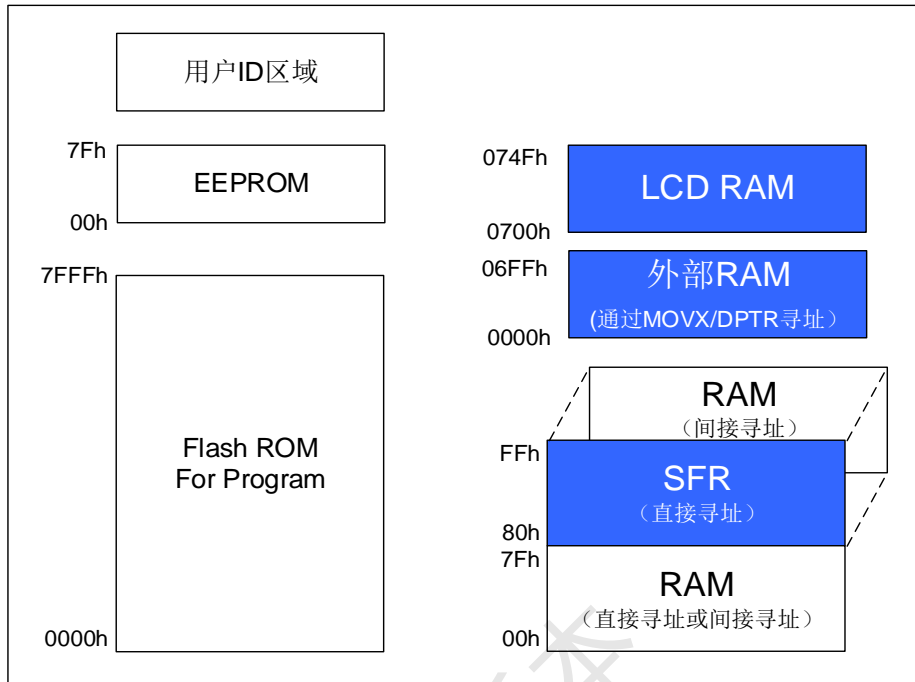 用户ID区域
7Fh
EEPROM
00h
7FFFh
Flash ROM
For Program
0000h
074Fh
LCD RAM
0700h
06FFh
外部RAM
(通过MOVX/DPTR寻址）
0000h
RAM
（间接寻址）
FFh
SFR
（直接寻址）
80h
7Fh
RAM
（直接寻址或间接寻址）
00h
本